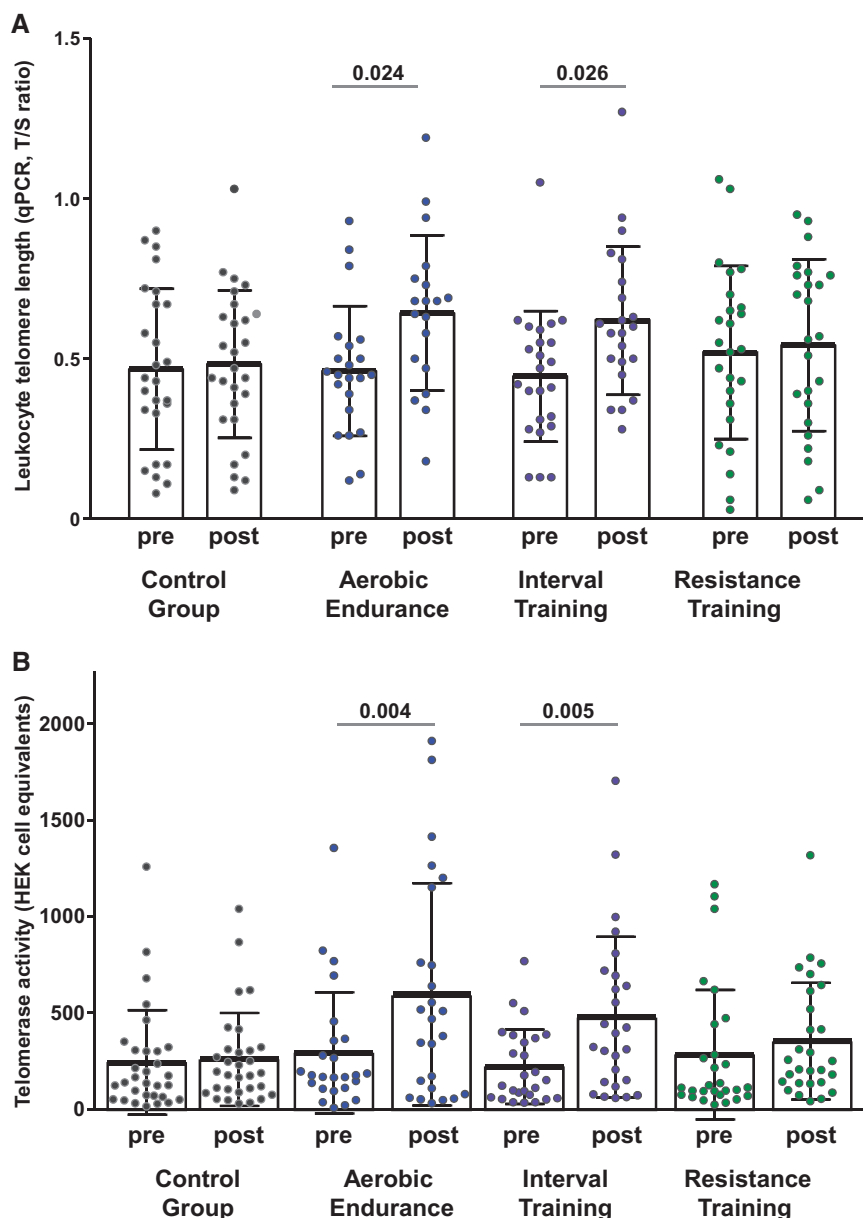 A
Leukocyte telomere length (qPCR, T/S ratio)
1.5
1.0
0.5
0
0.024
0.026
pre post pre post pre post pre post
Control Group
Aerobic Endurance
Interval Training
Resistance Training
B
Telomerase activity (HEK cell equivalents)
2000
1500
1000
500
0
0.004
0.005
pre post pre post pre post pre post
Control Group
Aerobic Endurance
Interval Training
Resistance Training